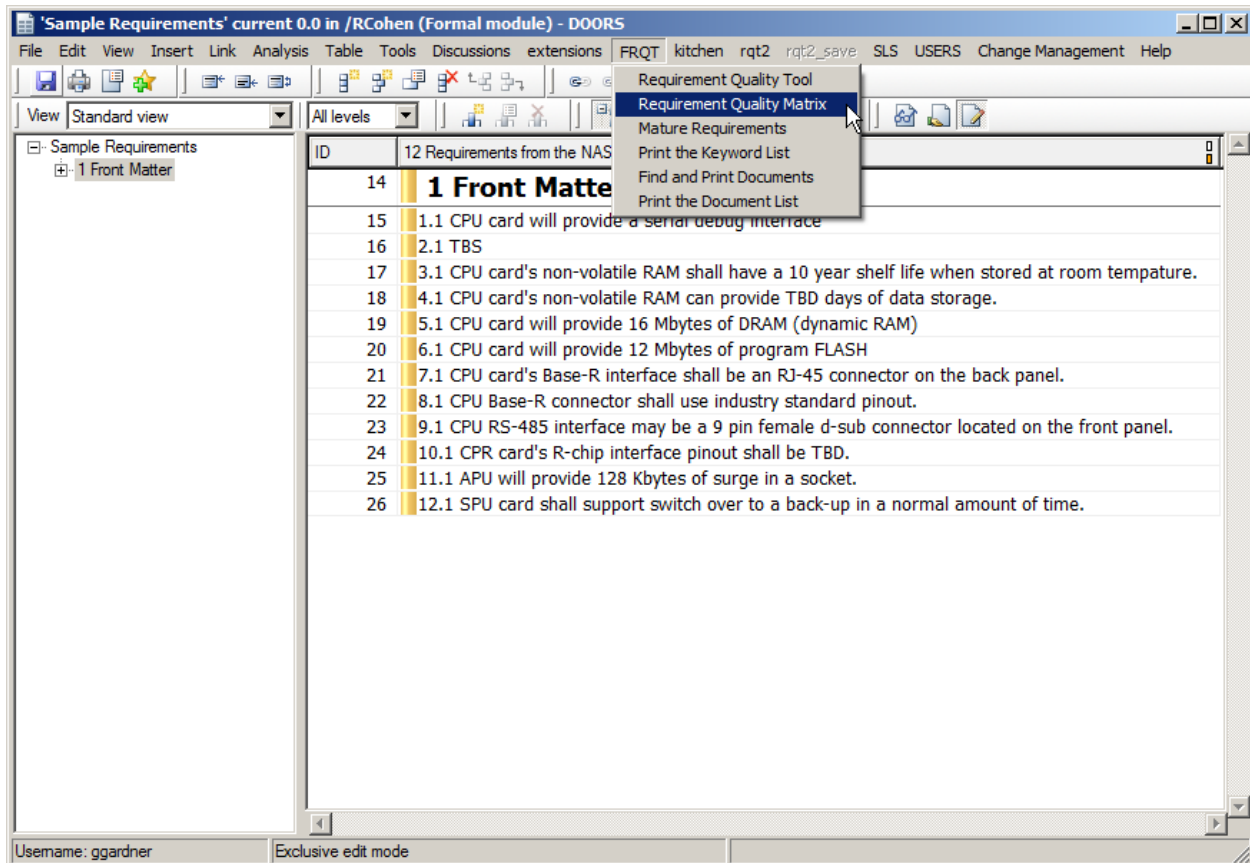 'Sample Requirements' current 0.0 in /RCohen (Formal module) - DOORS
File Edit View Insert Link Analysis Table Tools Discussions extensions FRQT kitchen rqt2 rqt2_save SLS USERS Change Management Help
Requirement Quality Tool
Requirement Quality Matrix
Mature Requirements
Print the Keyword List
Find and Print Documents
Print the Document List
View Standard view All levels
Sample Requirements
1 Front Matter
ID 12 Requirements from the NAS
14 1 Front Matte
15 1.1 CPU card will provide a serial debug interface
16 2.1 TBS
17 3.1 CPU card's non-volatile RAM shall have a 10 year shelf life when stored at room tempature.
18 4.1 CPU card's non-volatile RAM can provide TBD days of data storage.
19 5.1 CPU card will provide 16 Mbytes of DRAM (dynamic RAM)
20 6.1 CPU card will provide 12 Mbytes of program FLASH
21 7.1 CPU card's Base-R interface shall be an RJ-45 connector on the back panel.
22 8.1 CPU Base-R connector shall use industry standard pinout.
23 9.1 CPU RS-485 interface may be a 9 pin female d-sub connector located on the front panel.
24 10.1 CPR card's R-chip interface pinout shall be TBD.
25 11.1 APU will provide 128 Kbytes of surge in a socket.
26 12.1 SPU card shall support switch over to a back-up in a normal amount of time.
Username: ggardner Exclusive edit mode